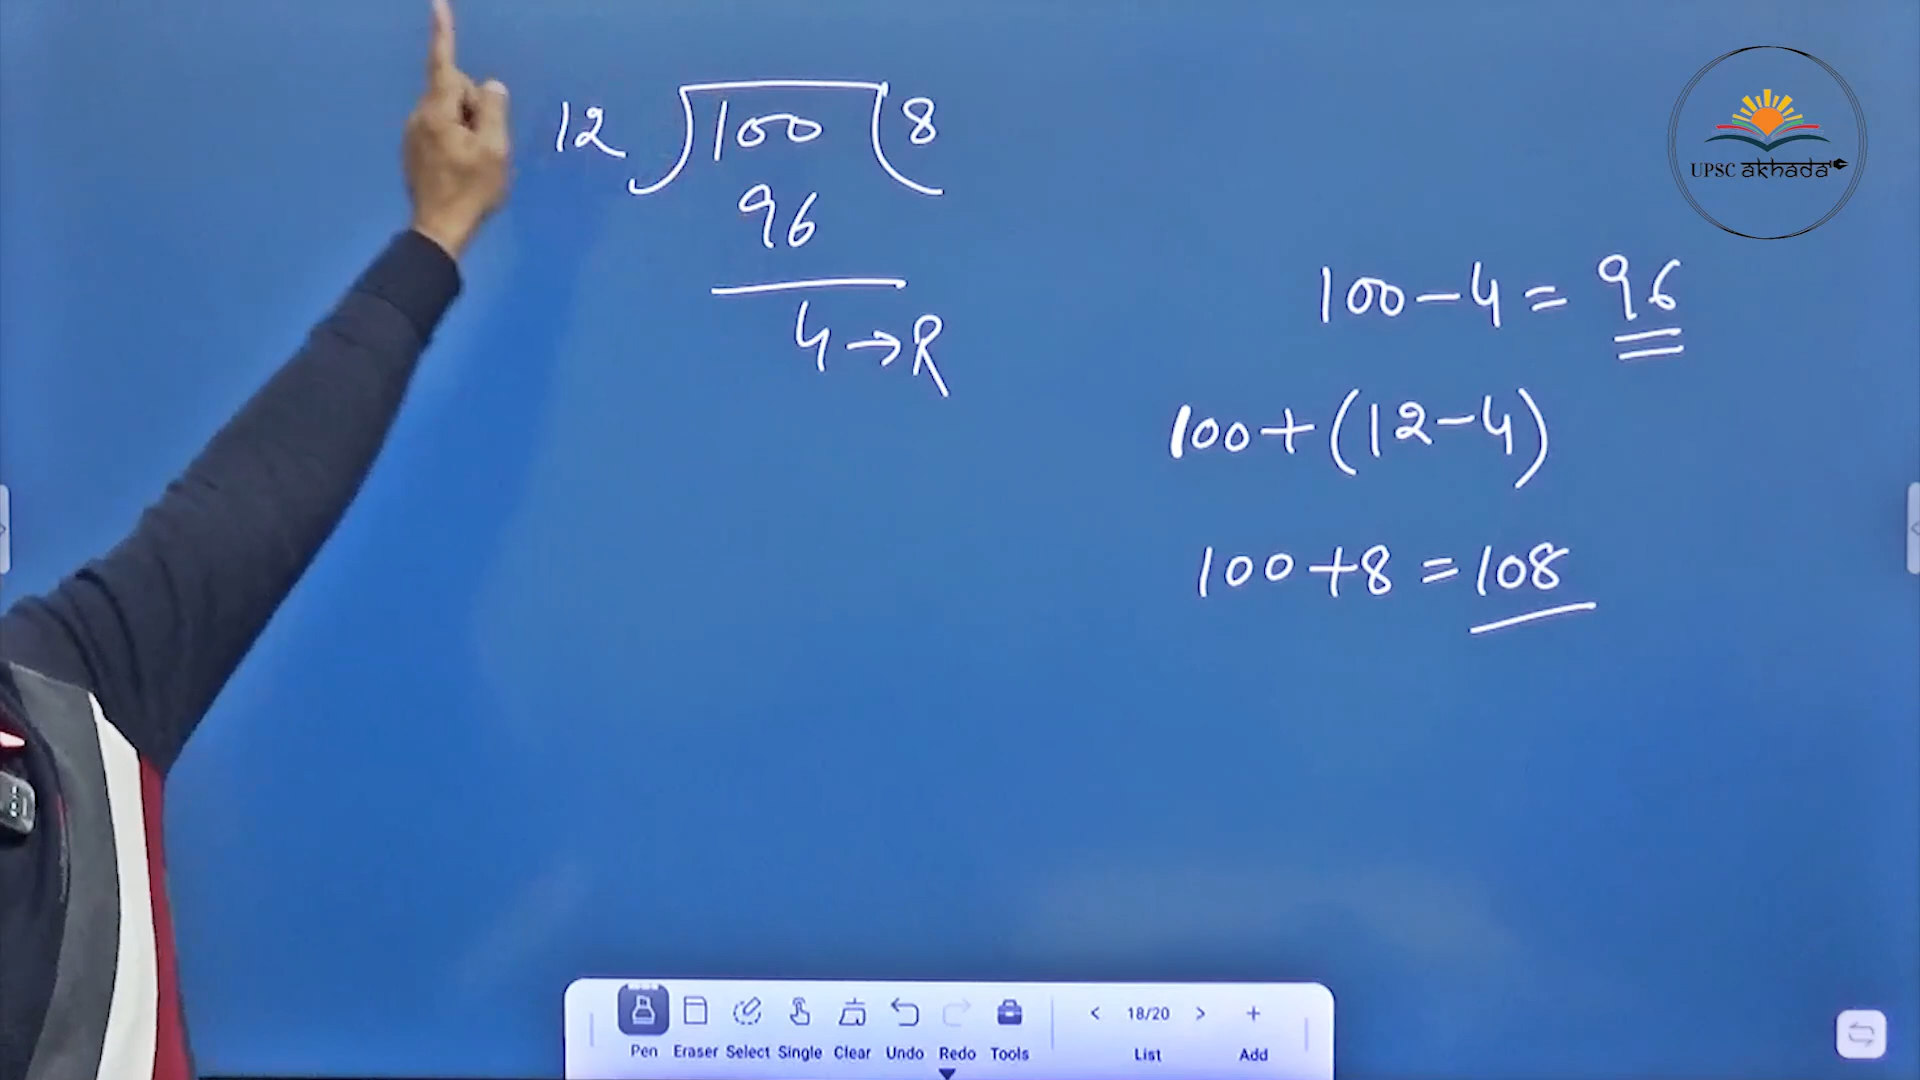 12 ) 100 ( 8
96
4 → R
UPSC akhada
100 - 4 = 96
100 + (12 - 4)
100 + 8 = 108
Pen Eraser Select Single Clear Undo Redo Tools
< 18/20 > +
List Add